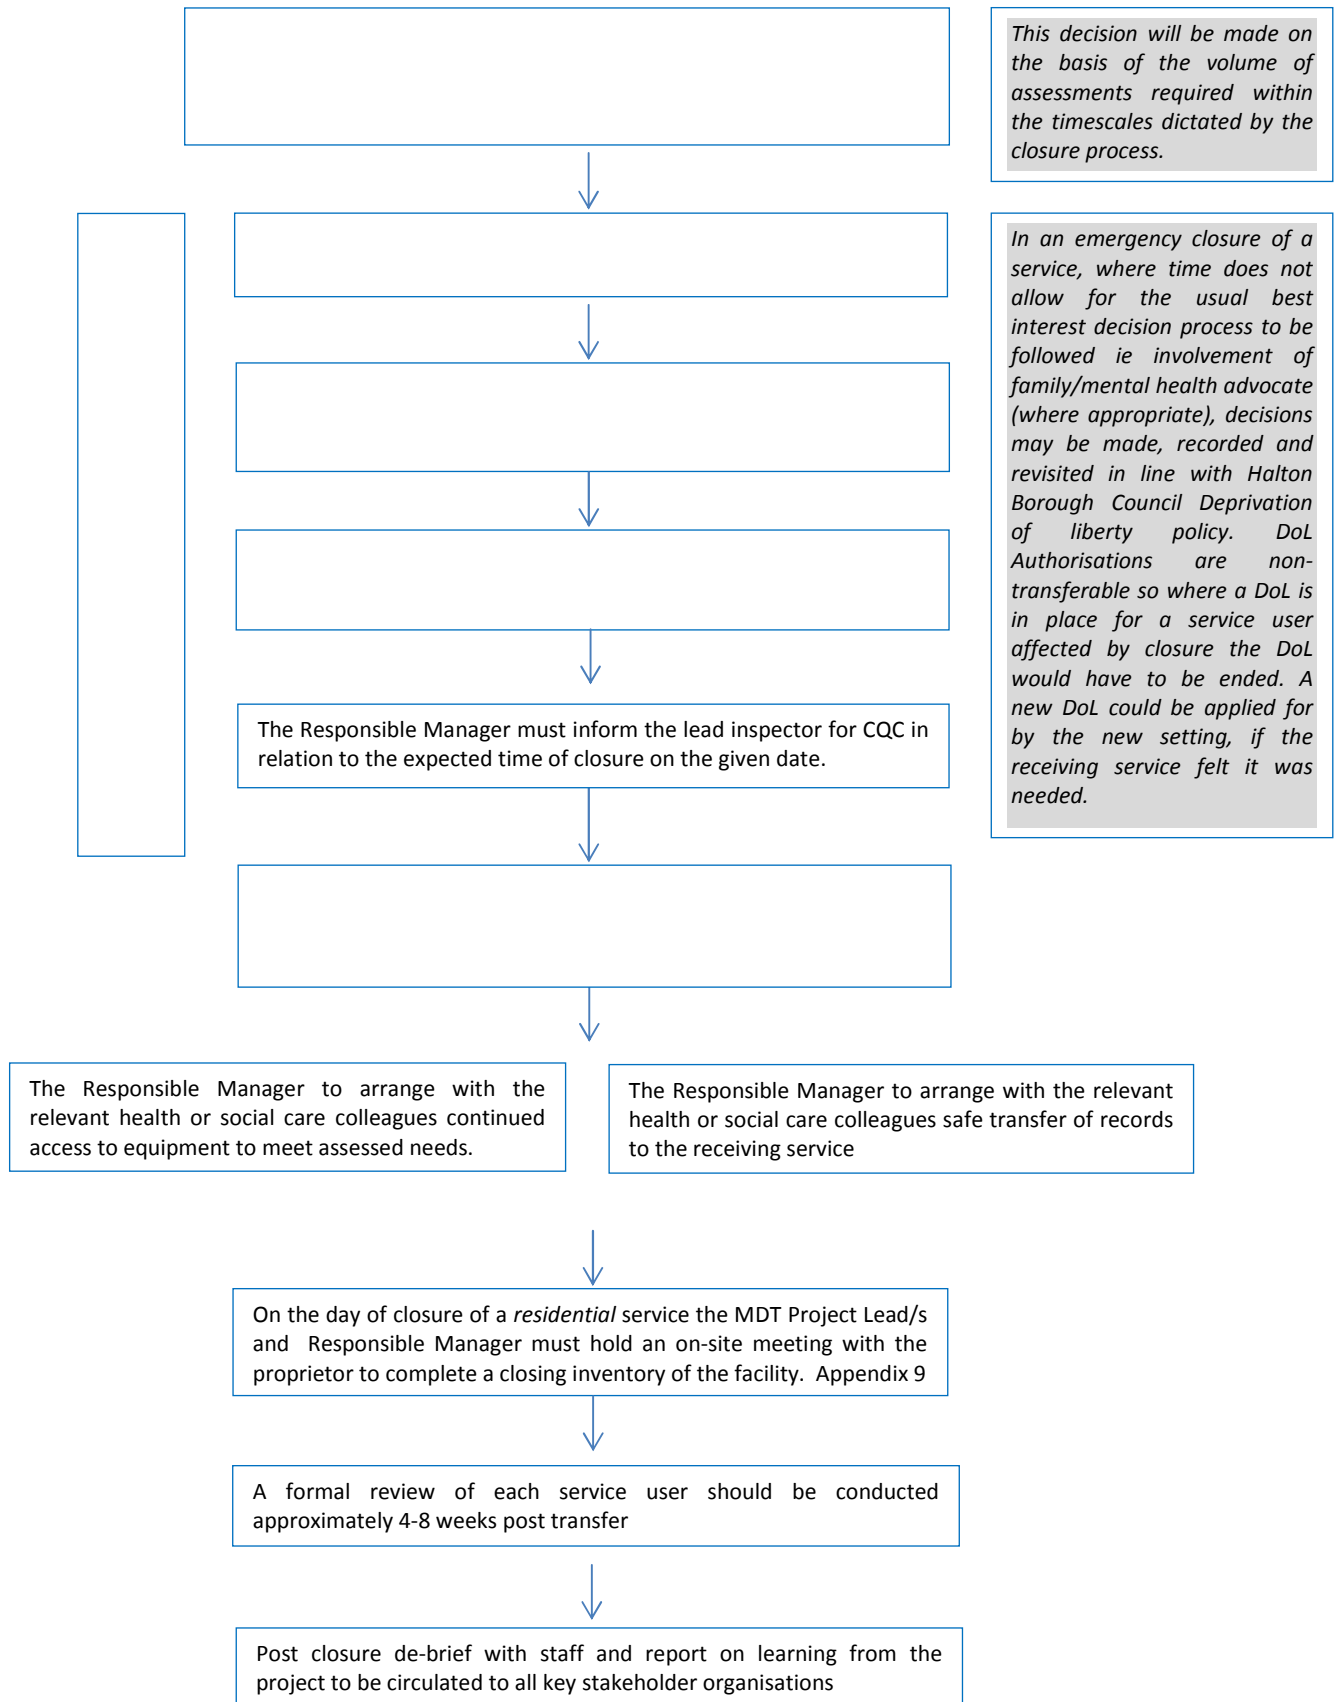 This decision will be made on
the basis of the volume of
assessments required within
the timescales dictated by the
closure process.
In an emergency closure of a
service, where time does not
allow for the usual best
interest decision process to be
followed ie involvement of
family/mental health advocate
(where appropriate), decisions
may be made, recorded and
revisited in line with Halton
Borough Council Deprivation
of liberty policy. DoL
Authorisations are non-
transferable so where a DoL is
in place for a service user
affected by closure the DoL
would have to be ended. A
new DoL could be applied for
by the new setting, if the
receiving service felt it was
needed.
The Responsible Manager must inform the lead inspector for CQC in
relation to the expected time of closure on the given date.
The Responsible Manager to arrange with the
relevant health or social care colleagues continued
access to equipment to meet assessed needs.
The Responsible Manager to arrange with the relevant
health or social care colleagues safe transfer of records
to the receiving service
On the day of closure of a residential service the MDT Project Lead/s
and Responsible Manager must hold an on-site meeting with the
proprietor to complete a closing inventory of the facility. Appendix 9
A formal review of each service user should be conducted
approximately 4-8 weeks post transfer
Post closure de-brief with staff and report on learning from the
project to be circulated to all key stakeholder organisations